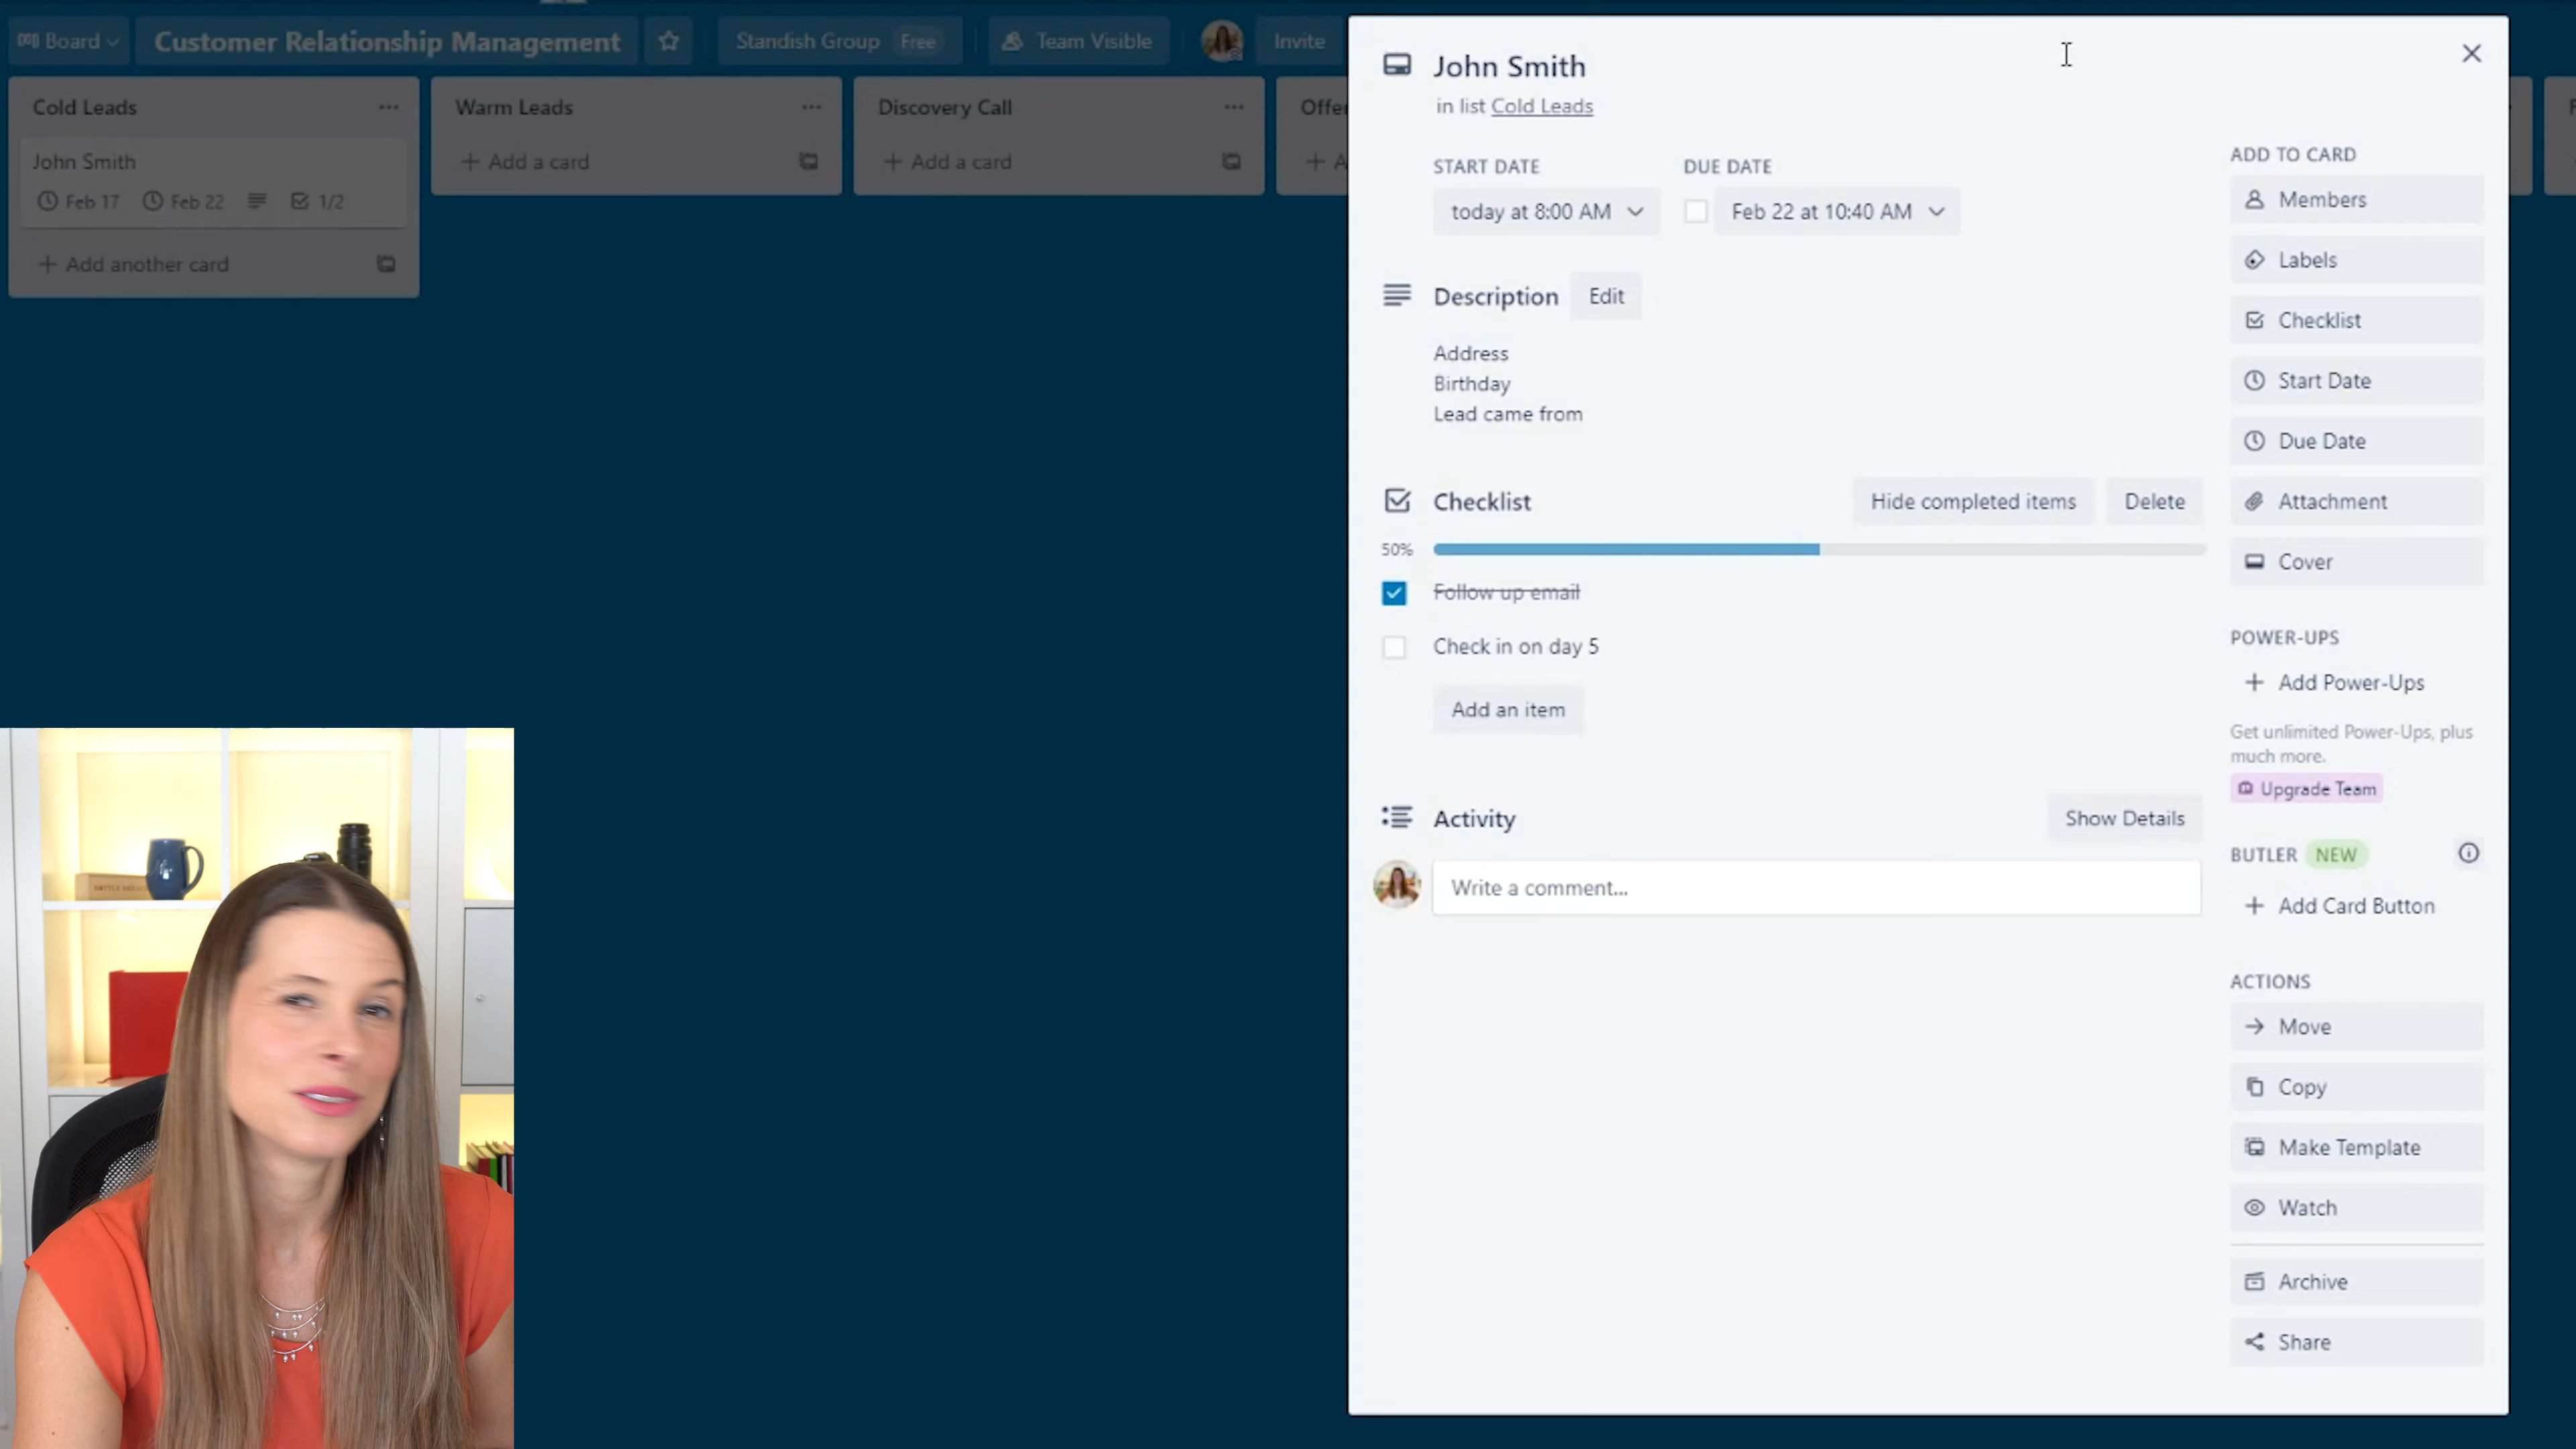 Board
Customer Relationship Management
Standish Group Free
Team Visible
Invite
Cold Leads
John Smith
Feb 17 Feb 22 1/2
+ Add another card
Warm Leads
+ Add a card
Discovery Call
+ Add a card
Offe
+ A
John Smith
in list Cold Leads
START DATE
today at 8:00 AM
DUE DATE
Feb 22 at 10:40 AM
Description Edit
Address
Birthday
Lead came from
Checklist Hide completed items Delete
50%
Follow up email
Check in on day 5
Add an item
Activity Show Details
Write a comment...
ADD TO CARD
Members
Labels
Checklist
Start Date
Due Date
Attachment
Cover
POWER-UPS
+ Add Power-Ups
Get unlimited Power-Ups, plus
much more.
Upgrade Team
BUTLER NEW
+ Add Card Button
ACTIONS
Move
Copy
Make Template
Watch
Archive
Share